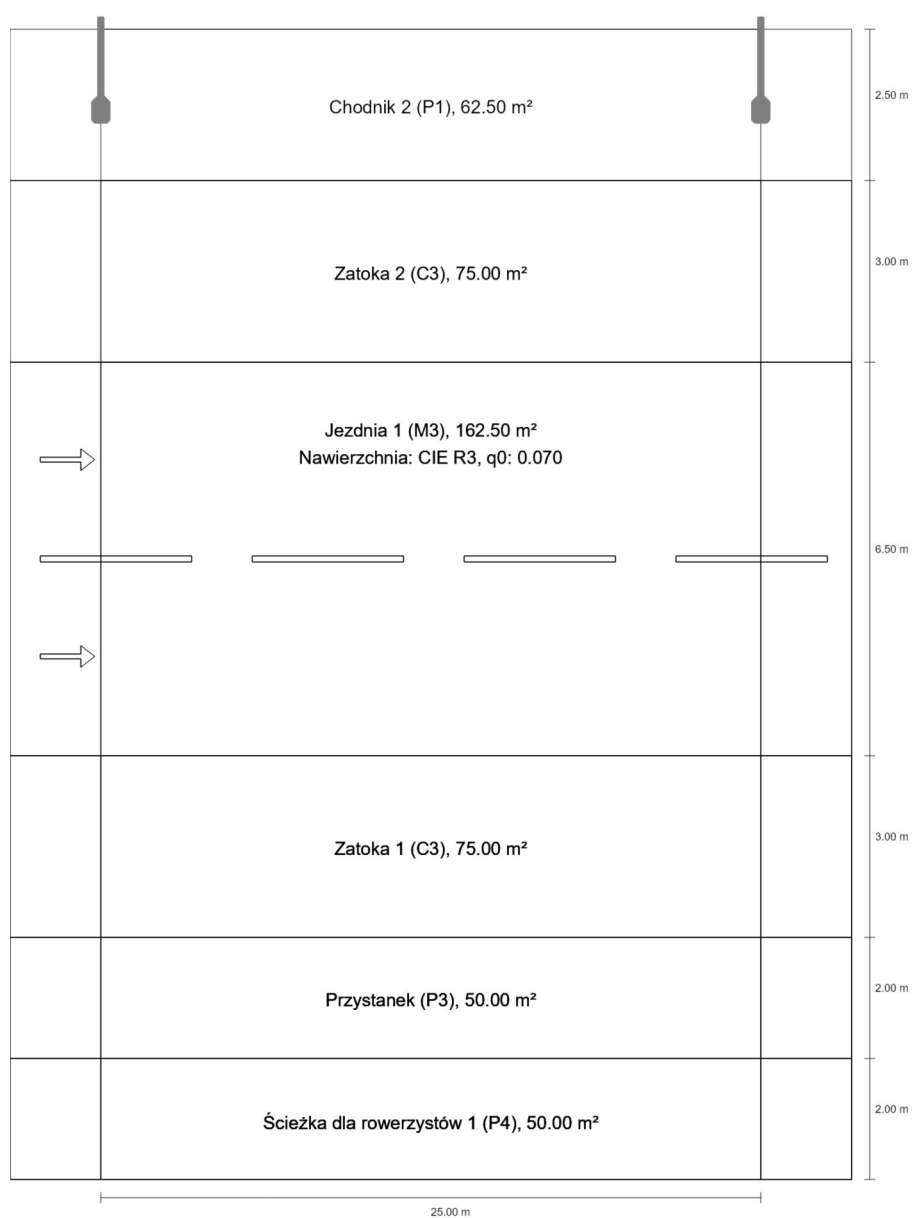 Chodnik 2 (P1), 62.50 m²
2.50 m
Zatoka 2 (C3), 75.00 m²
3.00 m
Jezdnia 1 (M3), 162.50 m²
Nawierzchnia: CIE R3, q0: 0.070
6.50 m
Zatoka 1 (C3), 75.00 m²
3.00 m
Przystanek (P3), 50.00 m²
2.00 m
Ścieżka dla rowerzystów 1 (P4), 50.00 m²
2.00 m
25.00 m